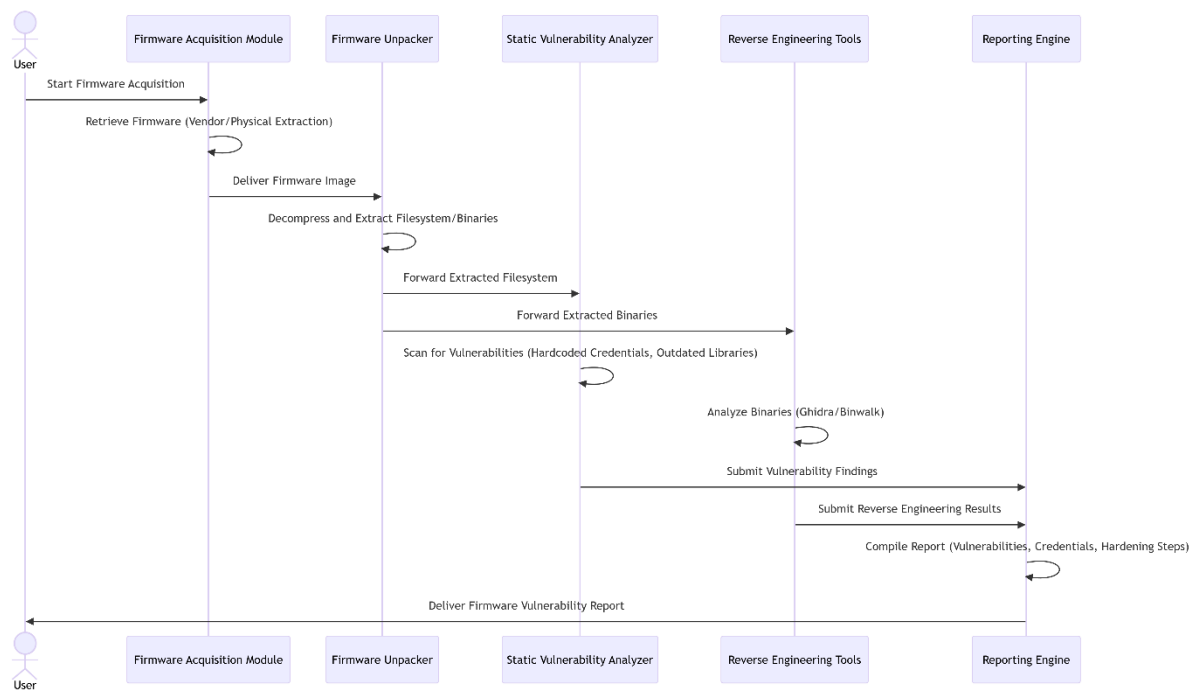 Firmware Acquisition Module
Firmware Unpacker
Static Vulnerability Analyzer
Reverse Engineering Tools
Reporting Engine
User
Start Firmware Acquisition
Retrieve Firmware (Vendor/Physical Extraction)
Deliver Firmware Image
Decompress and Extract Filesystem/Binaries
Forward Extracted Filesystem
Forward Extracted Binaries
Scan for Vulnerabilities (Hardcoded Credentials, Outdated Libraries)
Analyze Binaries (Ghidra/Binwalk)
Submit Vulnerability Findings
Submit Reverse Engineering Results
Compile Report (Vulnerabilities, Credentials, Hardening Steps)
Deliver Firmware Vulnerability Report
Firmware Acquisition Module
Firmware Unpacker
Static Vulnerability Analyzer
Reverse Engineering Tools
Reporting Engine
User